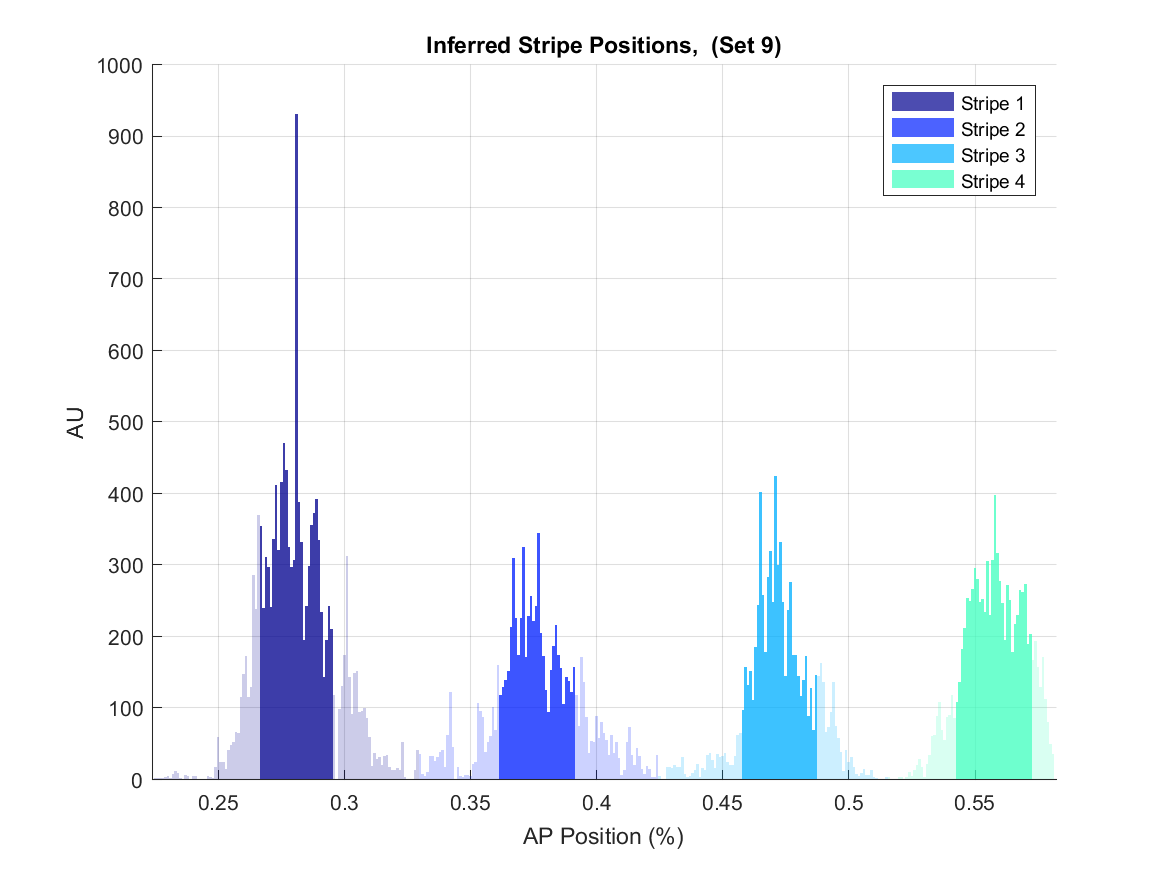 Inferred Stripe Positions,  (Set 9)
1000
900
800
700
600
500
400
300
200
100
0
AU
Stripe 1
Stripe 2
Stripe 3
Stripe 4
0.25 0.3 0.35 0.4 0.45 0.5 0.55
AP Position (%)